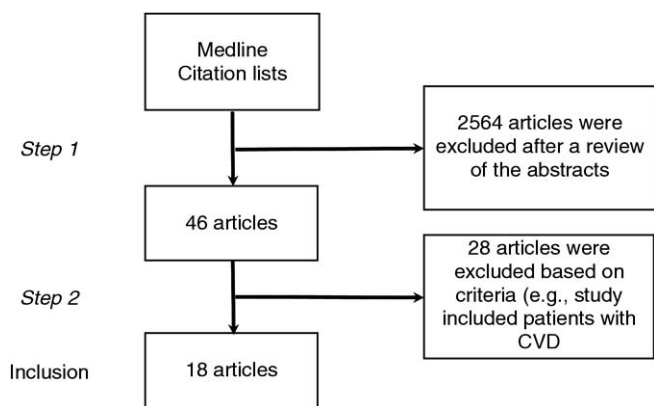 Medline
Citation lists
2564 articles were
excluded after a review
of the abstracts
Step 1
46 articles
28 articles were
excluded based on
criteria (e.g., study
included patients with
CVD
Step 2
18 articles
Inclusion